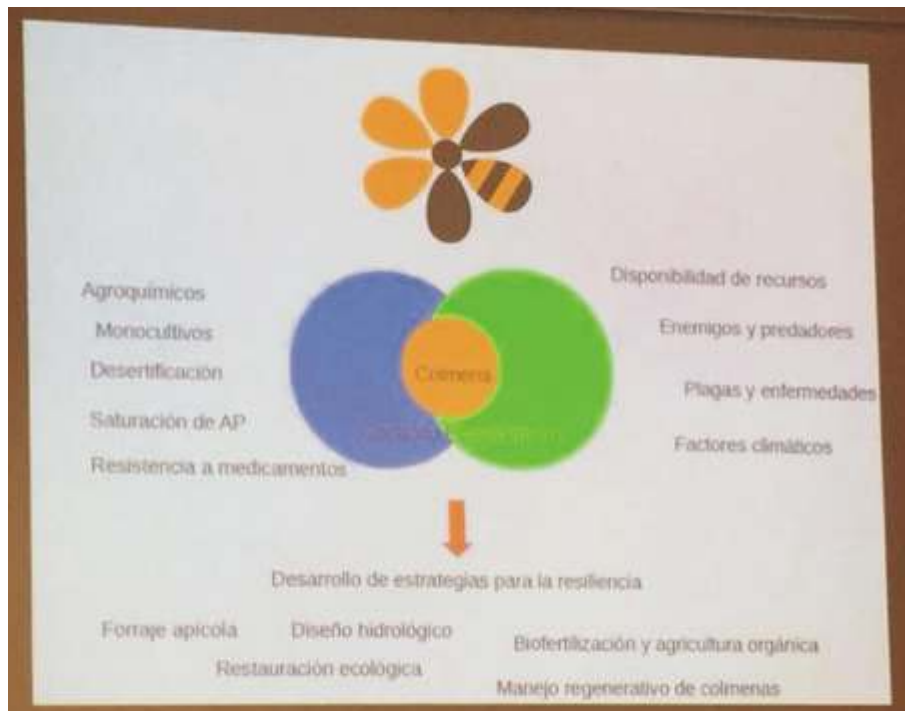 Agroquímicos
Monocultivos
Desertificación
Saturación de AP
Resistencia a medicamentos
Colmena
Disponibilidad de recursos
Enemigos y predadores
Plagas y enfermedades
Factores climáticos
Desarrollo de estrategias para la resiliencia
Forraje apícola
Diseño hidrológico
Biofertilización y agricultura orgánica
Restauración ecológica
Manejo regenerativo de colmenas